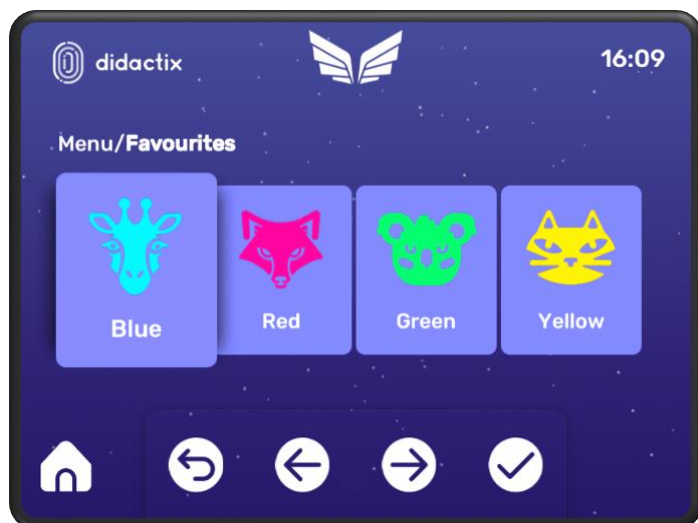 didactix
16:09
Menu/Favourites
Blue
Red
Green
Yellow